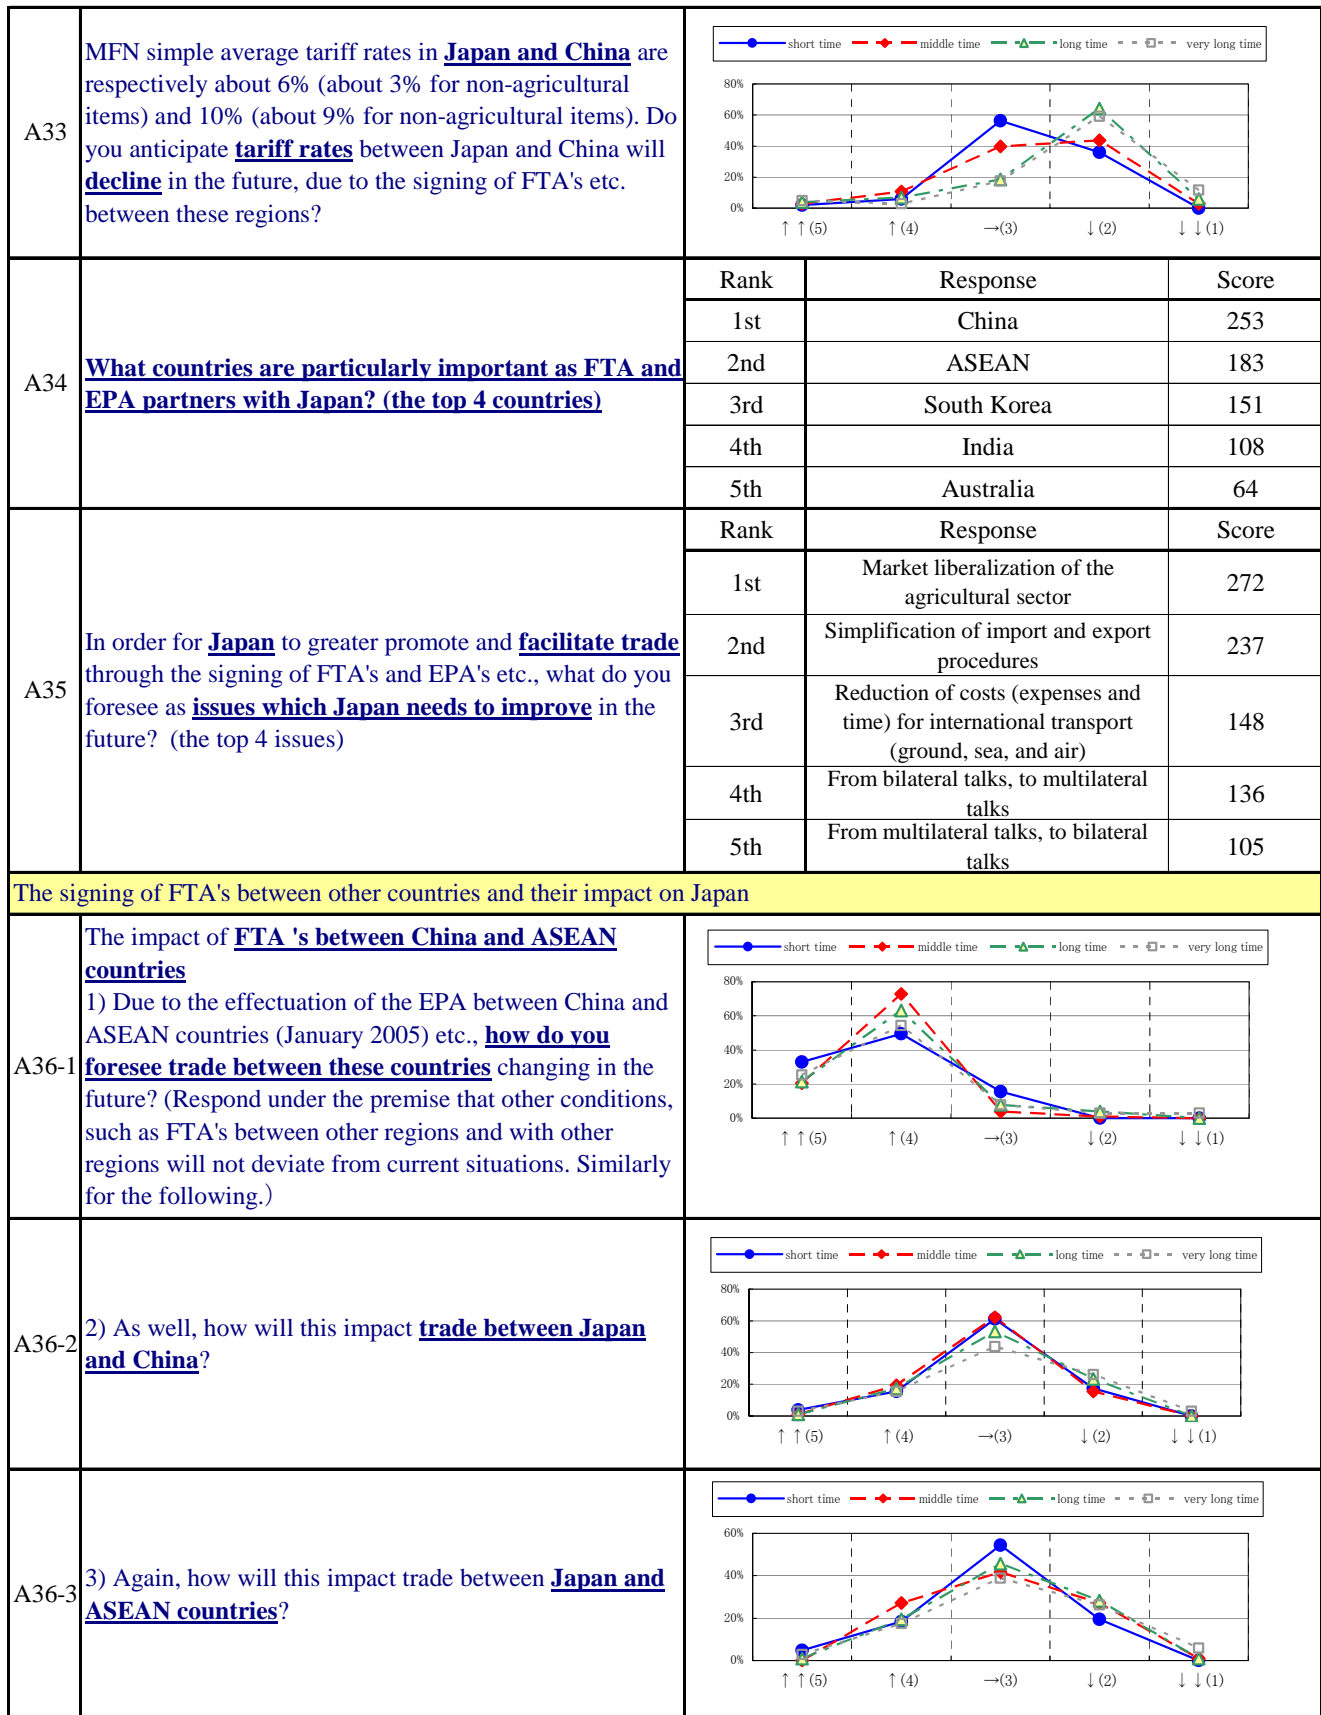 A33
MFN simple average tariff rates in Japan and China are
respectively about 6% (about 3% for non-agricultural
items) and 10% (about 9% for non-agricultural items). Do
you anticipate tariff rates between Japan and China will
decline in the future, due to the signing of FTA's etc.
between these regions?
short time middle time long time very long time
80%
60%
40%
20%
0%
↑↑(5) ↑(4) →(3) ↓(2) ↓↓(1)
A34
What countries are particularly important as FTA and
EPA partners with Japan? (the top 4 countries)
Rank Response Score
1st China 253
2nd ASEAN 183
3rd South Korea 151
4th India 108
5th Australia 64
A35
In order for Japan to greater promote and facilitate trade
through the signing of FTA's and EPA's etc., what do you
foresee as issues which Japan needs to improve in the
future? (the top 4 issues)
Rank Response Score
1st Market liberalization of the
agricultural sector 272
2nd Simplification of import and export
procedures 237
3rd Reduction of costs (expenses and
time) for international transport
(ground, sea, and air) 148
4th From bilateral talks, to multilateral
talks 136
5th From multilateral talks, to bilateral
talks 105
The signing of FTA's between other countries and their impact on Japan
A36-1
The impact of FTA 's between China and ASEAN
countries
1) Due to the effectuation of the EPA between China and
ASEAN countries (January 2005) etc., how do you
foresee trade between these countries changing in the
future? (Respond under the premise that other conditions,
such as FTA's between other regions and with other
regions will not deviate from current situations. Similarly
for the following.）
short time middle time long time very long time
80%
60%
40%
20%
0%
↑↑(5) ↑(4) →(3) ↓(2) ↓↓(1)
A36-2
2) As well, how will this impact trade between Japan
and China?
short time middle time long time very long time
80%
60%
40%
20%
0%
↑↑(5) ↑(4) →(3) ↓(2) ↓↓(1)
A36-3
3) Again, how will this impact trade between Japan and
ASEAN countries?
short time middle time long time very long time
60%
40%
20%
0%
↑↑(5) ↑(4) →(3) ↓(2) ↓↓(1)